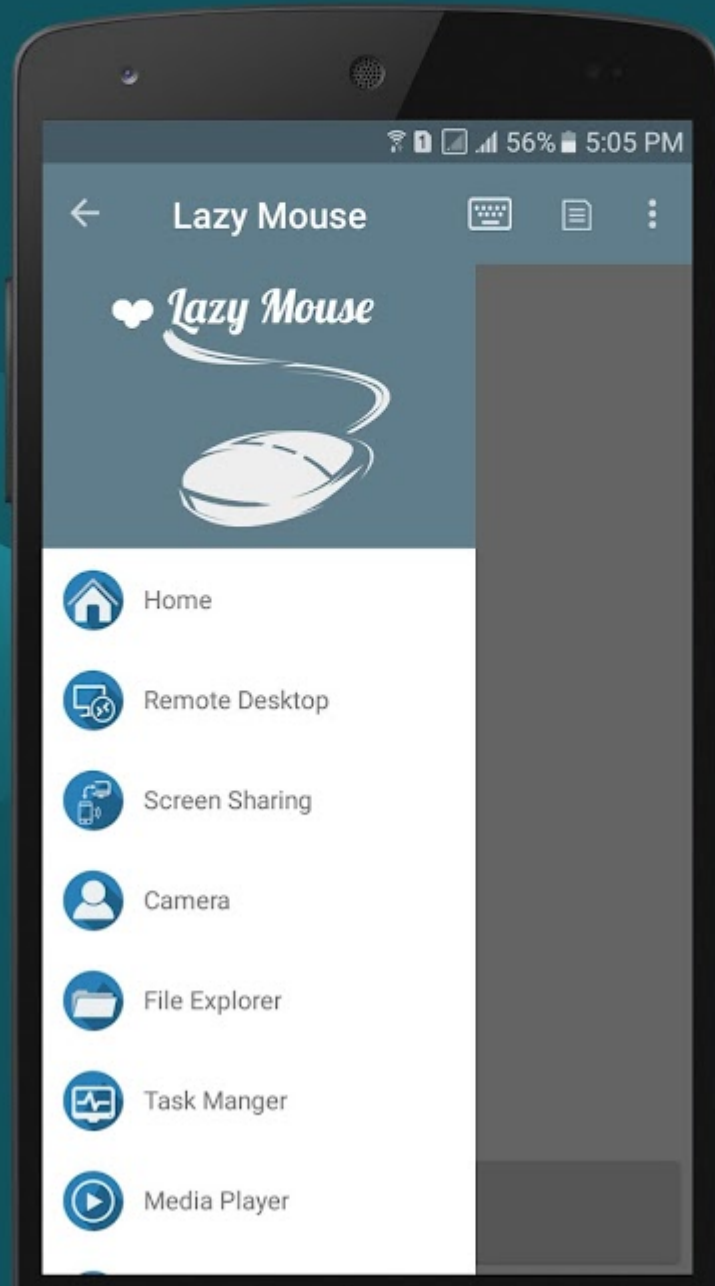 56% 5:05 PM
Lazy Mouse
Lazy Mouse
Home
Remote Desktop
Screen Sharing
Camera
File Explorer
Task Manger
Media Player